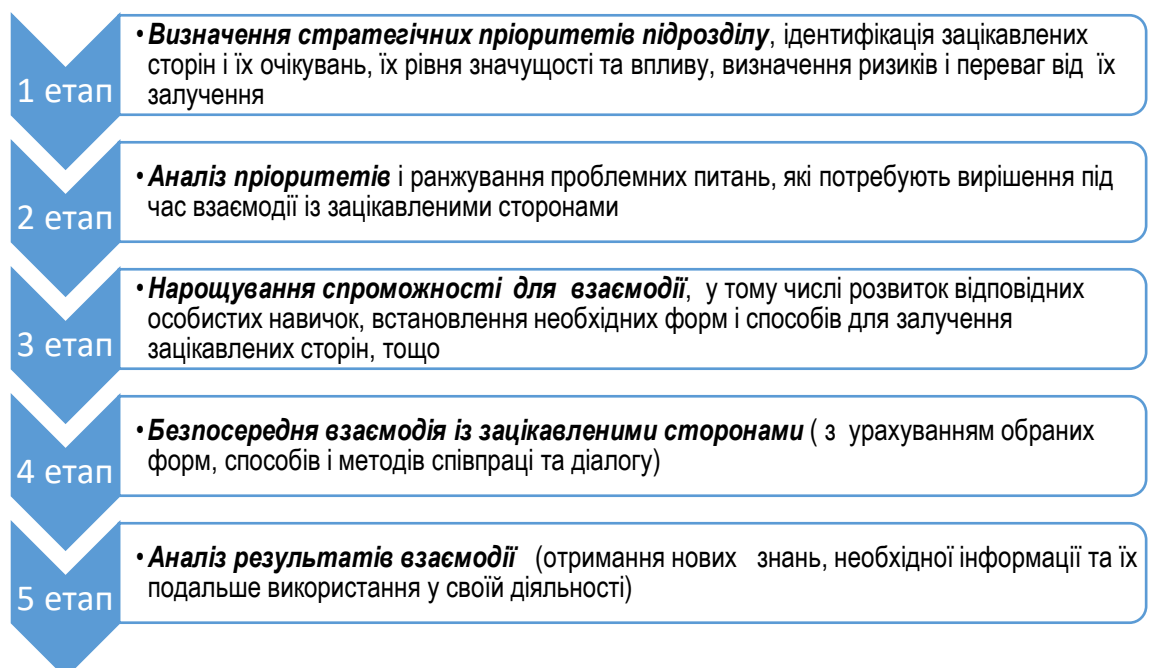 1 етап
•Визначення стратегічних пріоритетів підрозділу, ідентифікація зацікавлених
сторін і їх очікувань, їх рівня значущості та впливу, визначення ризиків і переваг від їх
залучення
2 етап
•Аналіз пріоритетів і ранжування проблемних питань, які потребують вирішення під
час взаємодії із зацікавленими сторонами
3 етап
•Нарощування спроможності для взаємодії, у тому числі розвиток відповідних
особистих навичок, встановлення необхідних форм і способів для залучення
зацікавлених сторін, тощо
4 етап
•Безпосередня взаємодія із зацікавленими сторонами ( з урахуванням обраних
форм, способів і методів співпраці та діалогу)
5 етап
•Аналіз результатів взаємодії (отримання нових знань, необхідної інформації та їх
подальше використання у своїй діяльності)